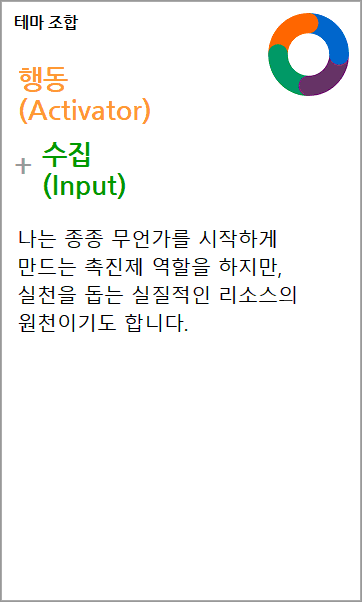 테마 조합
행동
(Activator)
+ 수집
(Input)
나는 종종 무언가를 시작하게
만드는 촉진제 역할을 하지만,
실천을 돕는 실질적인 리소스의
원천이기도 합니다.